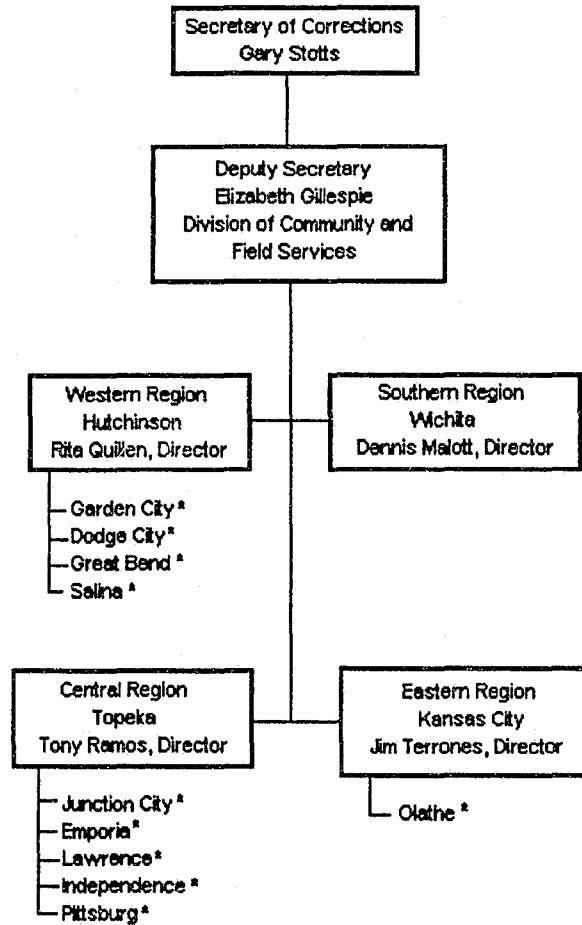 Secretary of Corrections
Gary Stotts
Deputy Secretary
Elizabeth Gillespie
Division of Community and
Field Services
Western Region
Hutchinson
Rita Quillen, Director
Southern Region
Wichita
Dennis Malott, Director
Garden City *
Dodge City *
Great Bend *
Salina *
Central Region
Topeka
Tony Ramos, Director
Eastern Region
Kansas City
Jim Terrones, Director
Junction City *
Emporia *
Lawrence *
Independence *
Pittsburg *
Olathe *